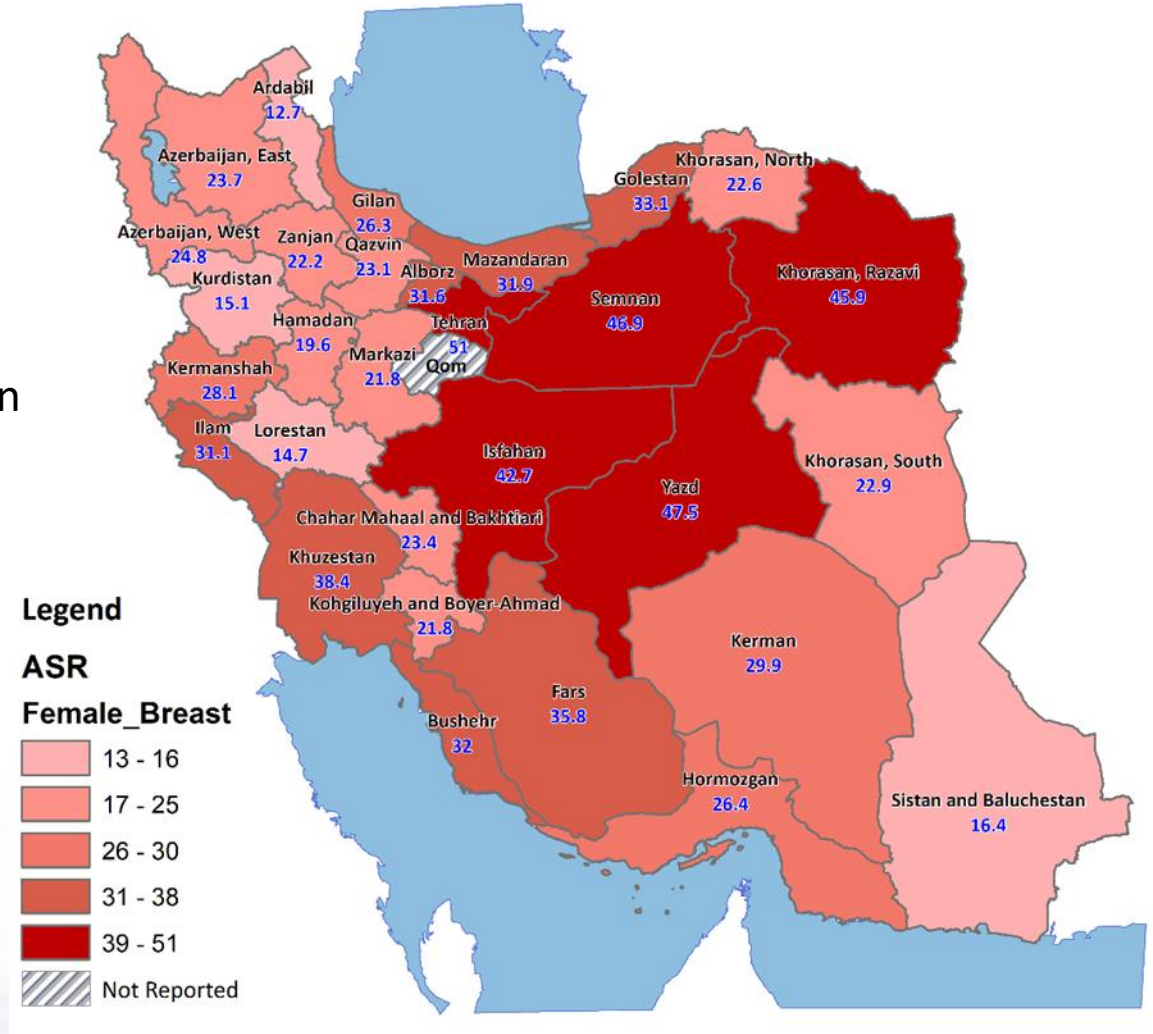 Ardabil
12.7
Azerbaijan, East
23.7
Khorasan, North
22.6
Golestan
33.1
Gilan
26.3
Azerbaijan, West
24.8
Zanjan
22.2
Qazvin
23.1
Alborz
31.6
Mazandaran
31.9
Khorasan, Razavi
45.9
Kurdistan
15.1
Semnan
46.9
Hamadan
19.6
Tehran
51
Markazi
21.8
Qom
Kermanshah
28.1
n
Ilam
31.1
Lorestan
14.7
Isfahan
42.7
Khorasan, South
22.9
Yazd
47.5
Chahar Mahaal and Bakhtiari
23.4
Khuzestan
38.4
Kohgiluyeh and Boyer-Ahmad
21.8
Kerman
29.9
Fars
35.8
Bushehr
32
Hormozgan
26.4
Sistan and Baluchestan
16.4
Legend
ASR
Female_Breast
13 - 16
17 - 25
26 - 30
31 - 38
39 - 51
Not Reported